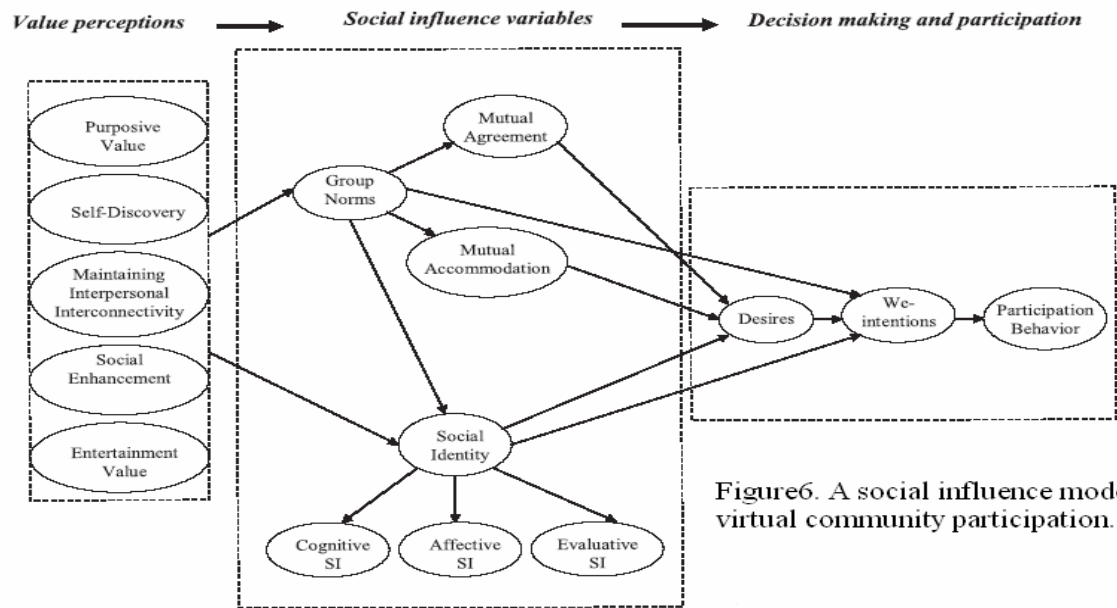 Value perceptions
Social influence variables
Decision making and participation
Purposive
Value
Self-Discovery
Maintaining
Interpersonal
Interconnectivity
Social
Enhancement
Entertainment
Value
Mutual
Agreement
Group
Norms
Mutual
Accommodation
Social
Identity
Cognitive
SI
Affective
SI
Evaluative
SI
Desires
We-
intentions
Participation
Behavior
Figure6. A social influence mod
virtual community participation.